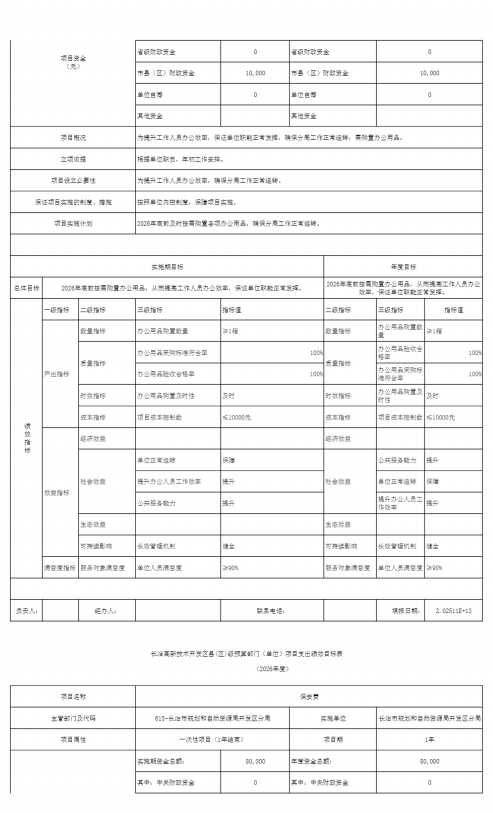 项目资金
（元）
省级财政资金 0 省级财政资金 0
市县（区）财政资金 10,000 市县（区）财政资金 10,000
单位自筹 0 单位自筹 0
其他资金 其他资金
项目概况 为提升工作人员办公效率，保证单位职能正常发挥，确保分局工作正常运转，需购置办公用品。
立项依据 根据单位职责，年初工作安排。
项目设立必要性 为提升工作人员办公效率，确保分局工作正常运转。
保证项目实施的制度、措施 按照单位内控制度，保障项目实施。
项目实施计划 2026年底前及时按需购置各项办公用品，确保分局工作正常运转。
实施期目标 年度目标
总体目标 2026年底前按需购置办公用品，从而提高工作人员办公效率，保证单位职能正常发挥。 2026年底前按需购置办公用品，从而提高工作人员办公
效率，保证单位职能正常发挥。
绩
效
指
标
一级指标 二级指标 三级指标 指标值 二级指标 三级指标 指标值
产出指标
数量指标 办公用品购置数量 ≥1箱 数量指标 办公用品购置数
量 ≥1箱
质量指标 办公用品采购标准符合率 100% 质量指标 办公用品验收合
格率 100%
办公用品验收合格率 100% 办公用品采购标
准符合率 100%
时效指标 办公用品购置及时性 及时 时效指标 办公用品购置及
时性 及时
成本指标 项目成本控制数 ≤10000元 成本指标 项目成本控制数 ≤10000元
效益指标
经济效益 经济效益
社会效益 单位正常运转 保障 社会效益 公共服务能力 提升
提升办公人员工作效率 提升 单位正常运转 保障
公共服务能力 提升 提升办公人员工
作效率 提升
生态效益 生态效益
可持续影响 长效管理机制 健全 可持续影响 长效管理机制 健全
满意度指标 服务对象满意度 单位人员满意度 ≥90% 服务对象满意度 单位人员满意度 ≥90%
负责人： 经办人： 联系电话： 填报日期： 2.02511E+13
长治高新技术开发区县(区)级预算部门（单位）项目支出绩效目标表
（2026年度）
项目名称 保安费
主管部门及代码 615-长治市规划和自然资源局开发区分局 实施单位 长治市规划和自然资源局开发区分局
项目属性 一次性项目（1年结束） 项目期 1年
实施期资金总额： 80,000 年度资金总额： 80,000
其中：中央财政资金 0 其中：中央财政资金 0